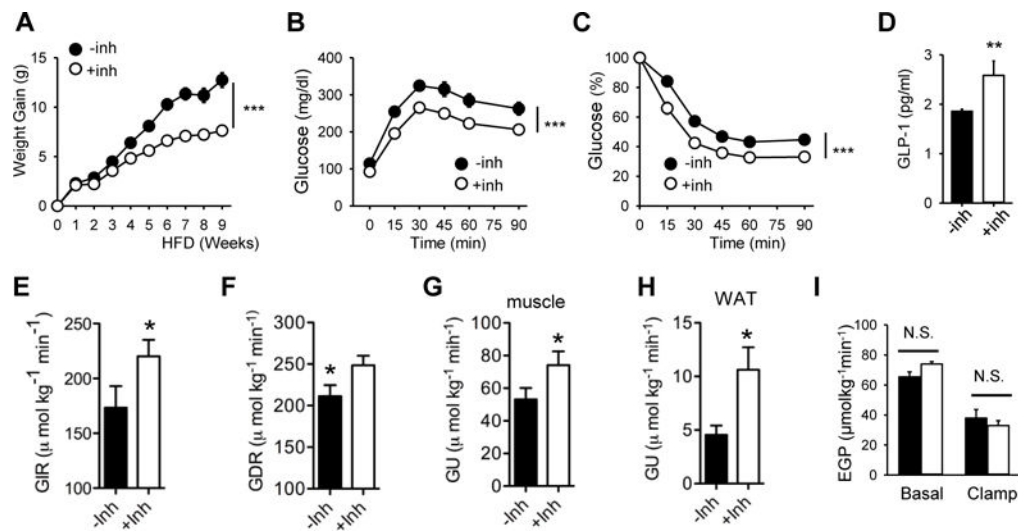 A
-inh
+inh
Weight Gain (g)
15
10
5
0
***
0 1 2 3 4 5 6 7 8 9
HFD (Weeks)
B
Glucose (mg/dl)
400
300
200
100
0
***
-inh
+inh
0 15 30 45 60 90
Time (min)
C
Glucose (%)
100
80
60
40
20
0
***
-inh
+inh
0 15 30 45 60 90
Time (min)
D
GLP-1 (pg/ml)
3
2
1
0
**
-inh
+inh
E
GIR (μ mol kg⁻¹ min⁻¹)
250
200
150
100
*
-Inh
+Inh
F
GDR (μ mol kg⁻¹ min⁻¹)
300
250
200
150
100
*
-Inh
+Inh
G
muscle
GU (μ mol kg⁻¹ mih⁻¹)
100
80
60
40
20
0
*
-Inh
+Inh
H
WAT
GU (μ mol kg⁻¹ mih⁻¹)
15
10
5
0
*
-Inh
+Inh
I
EGP (μmolkg⁻¹min⁻¹)
100
80
60
40
20
0
N.S.
N.S.
Basal Clamp